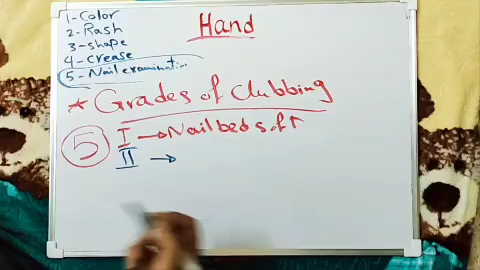 Hand
1-Color
2-Rash
3-shape
4-Crease
5-Nail examination
* Grades of Clubbing
5
I → Nail bed soft
II →